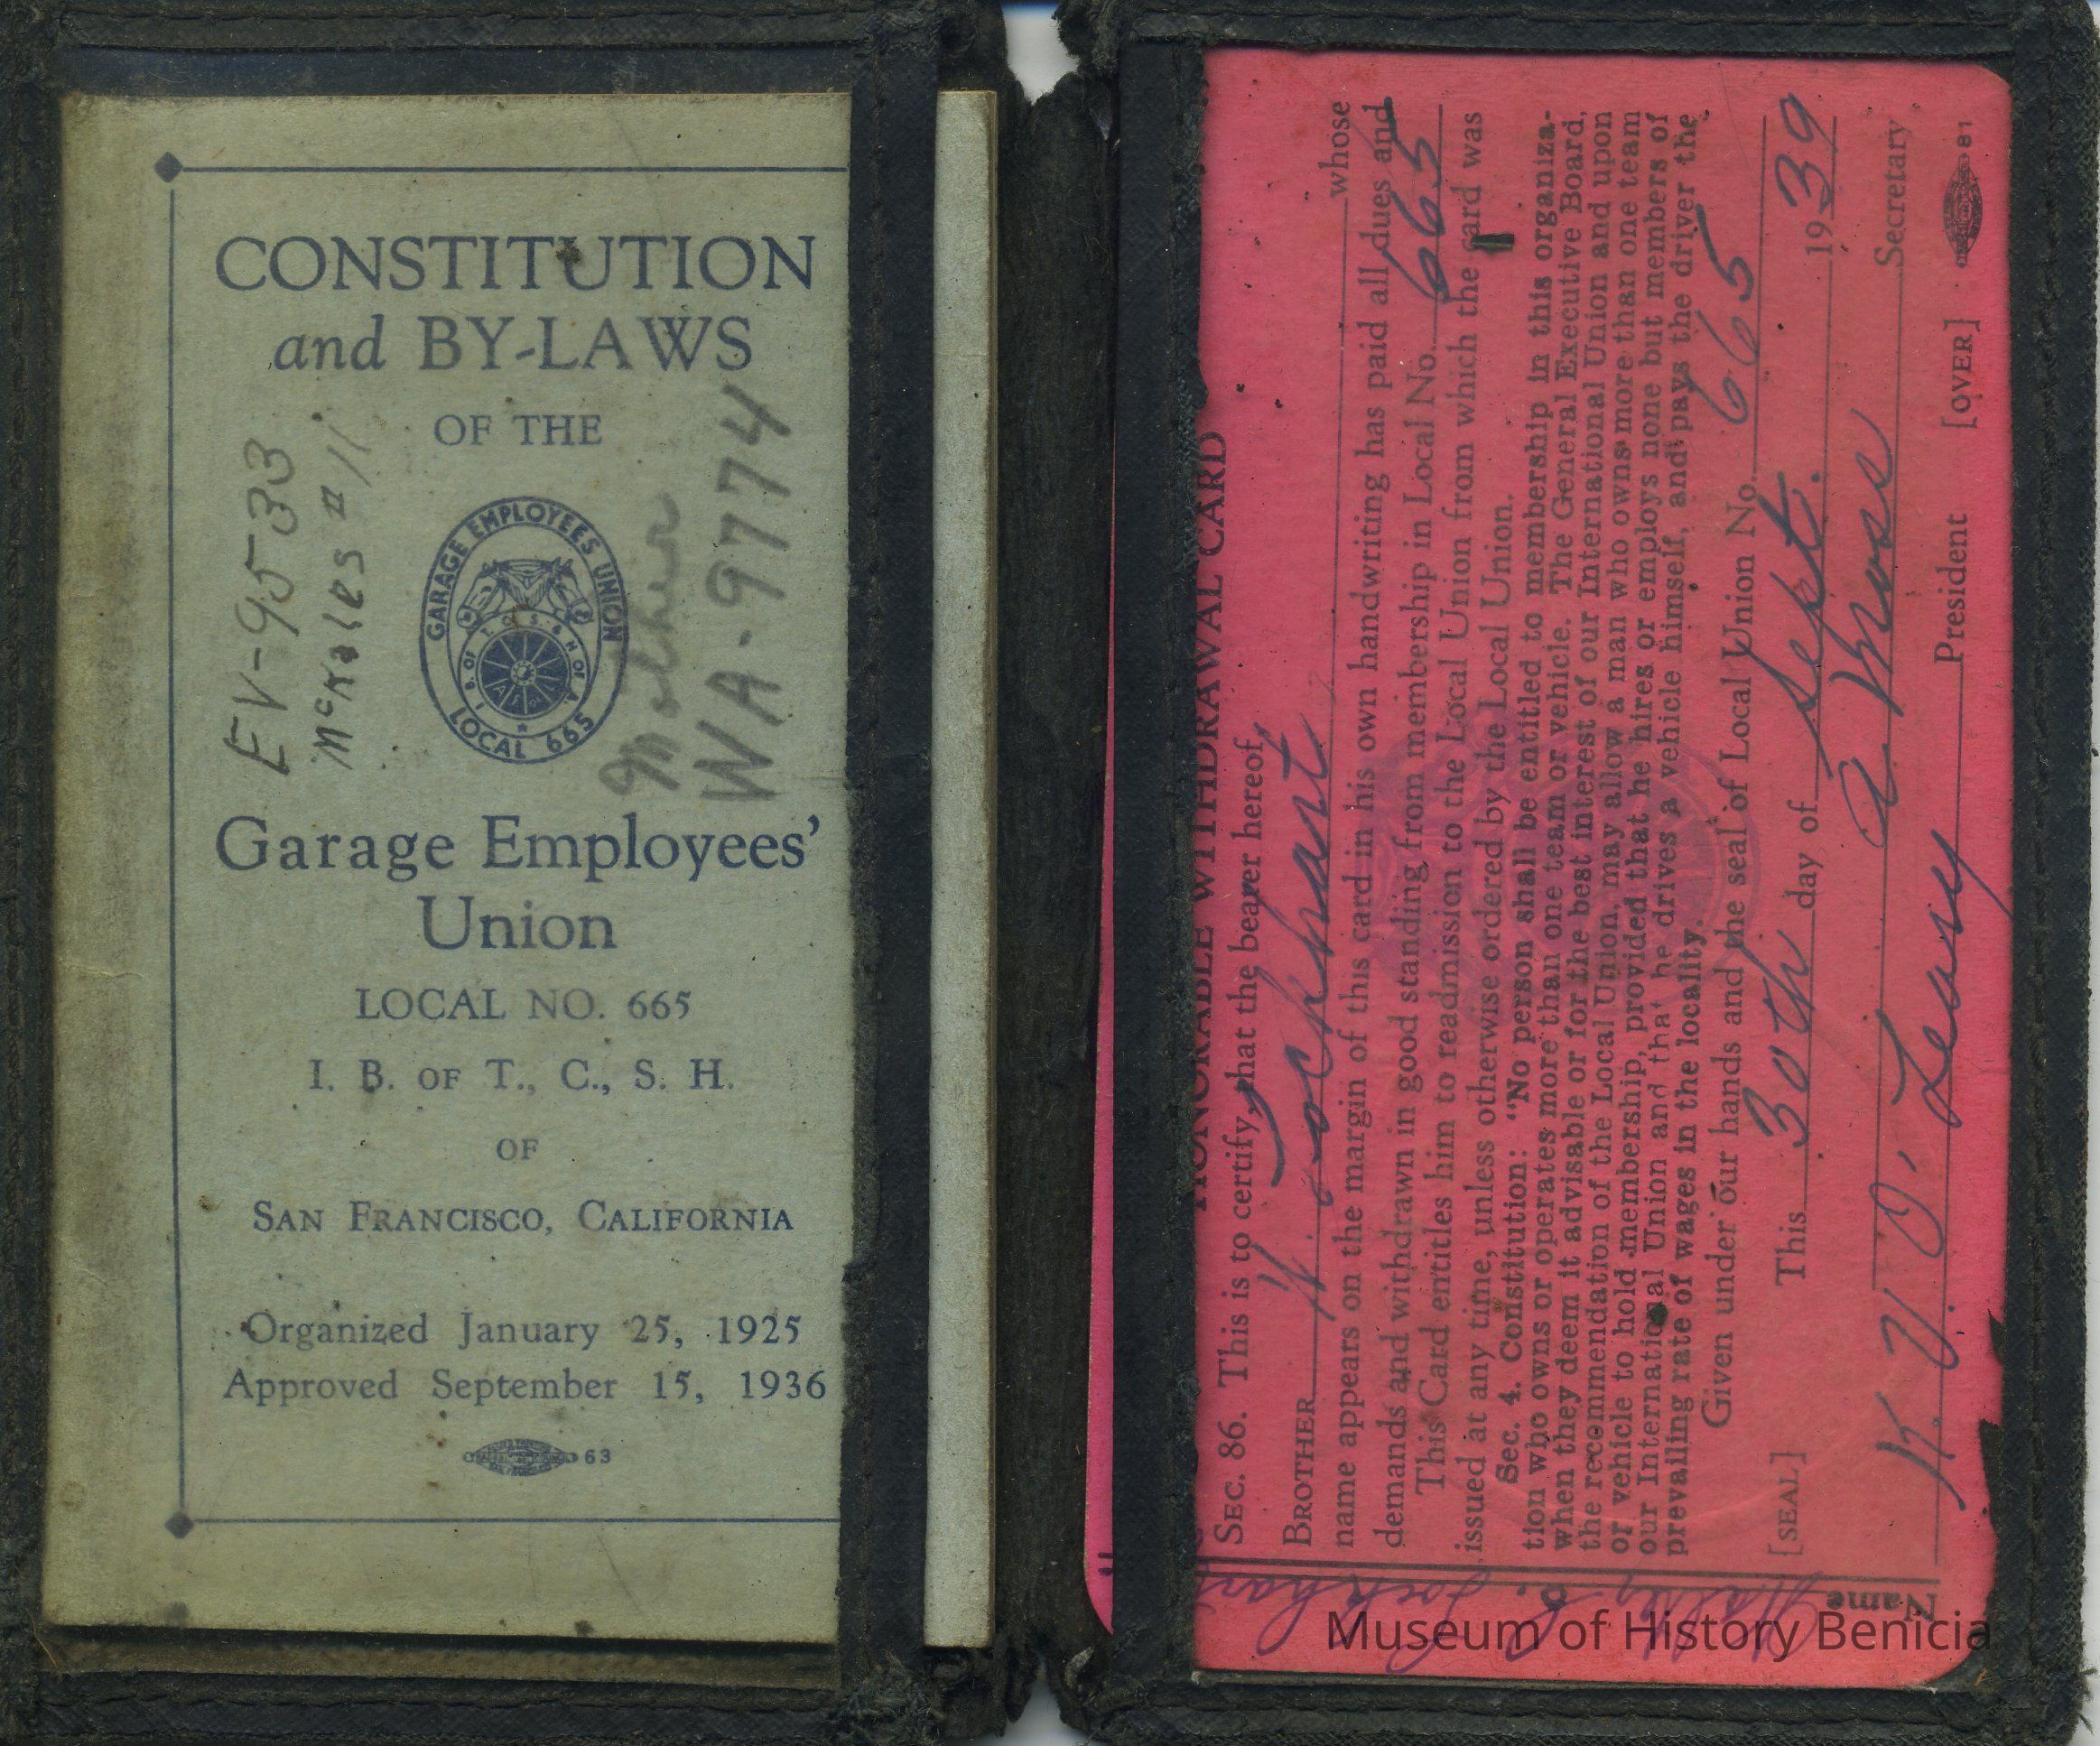 CONSTITUTION
and BY-LAWS
OF THE
EV-9533
McKales #11
GARAGE EMPLOYEES UNION
LOCAL 665
Mother
WA-9774
Garage Employees'
Union
LOCAL NO. 665
I. B. OF T., C., S. H.
OF
SAN FRANCISCO, CALIFORNIA
Organized January 25, 1925
Approved September 15, 1936
63
HONORABLE WITHDRAWAL CARD
SEC. 86. This is to certify that the bearer hereof,
BROTHER H. Lockhart whose
name appears on the margin of this card in his own handwriting has paid all dues and
demands and withdrawn in good standing from membership in Local No. 665
This Card entitles him to readmission to the Local Union from which the card was
issued at any time, unless otherwise ordered by the Local Union.
Sec. 4. Constitution: "No person shall be entitled to membership in this organiza-
tion who owns or operates more than one team or vehicle. The General Executive Board,
when they deem it advisable or for the best interest of our International Union and upon
the recommendation of the Local Union, may allow a man who owns more than one team
or vehicle to hold membership, provided that he hires or employs none but members of
our International Union and that he drives a vehicle himself, and pays the driver the
prevailing rate of wages in the locality.
Given under our hands and the seal of Local Union No. 665
[SEAL] This 30th day of Sept. 1939
A Moss Secretary
K. V. O'Leary President [OVER] 81
Name
Lockhart
Museum of History Benicia